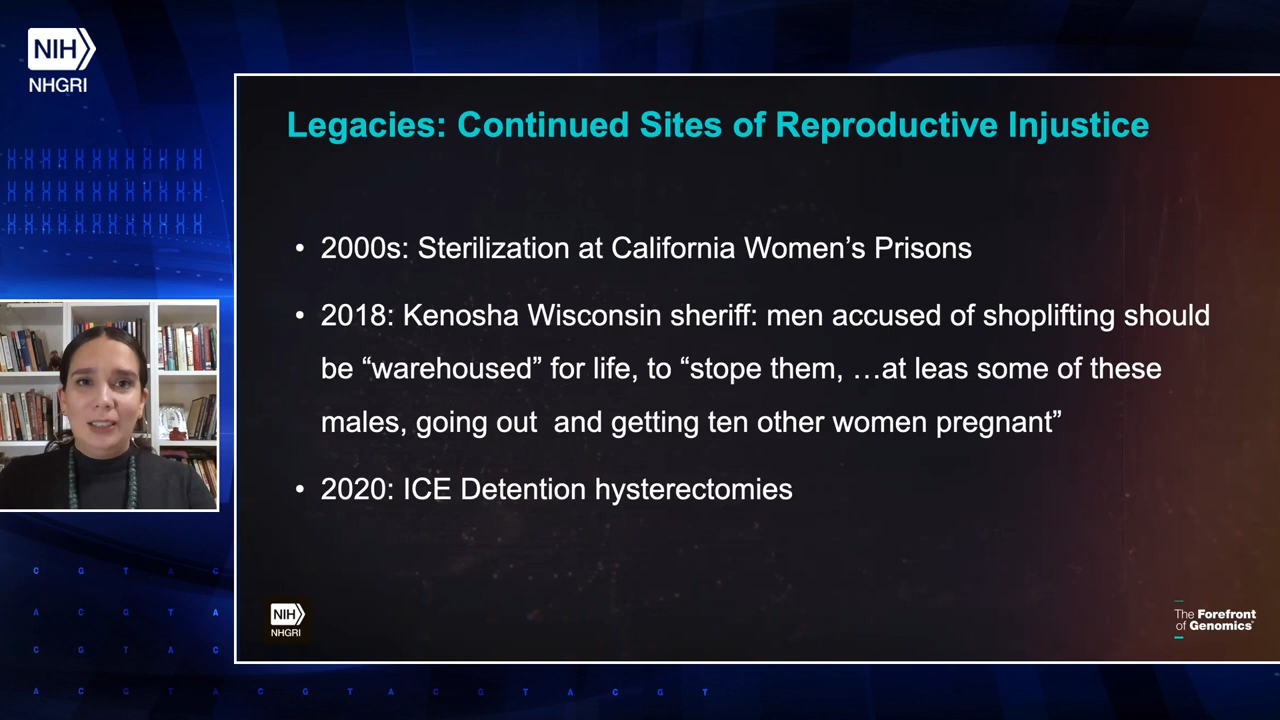 NIH
NHGRI
Legacies: Continued Sites of Reproductive Injustice
• 2000s: Sterilization at California Women’s Prisons
• 2018: Kenosha Wisconsin sheriff: men accused of shoplifting should
be “warehoused” for life, to “stope them, …at leas some of these
males, going out  and getting ten other women pregnant”
• 2020: ICE Detention hysterectomies
NIH
NHGRI
The Forefront
of Genomics
C G T A C
A C G T A
C G T A C
A C G T A C G T A C G T A C G T